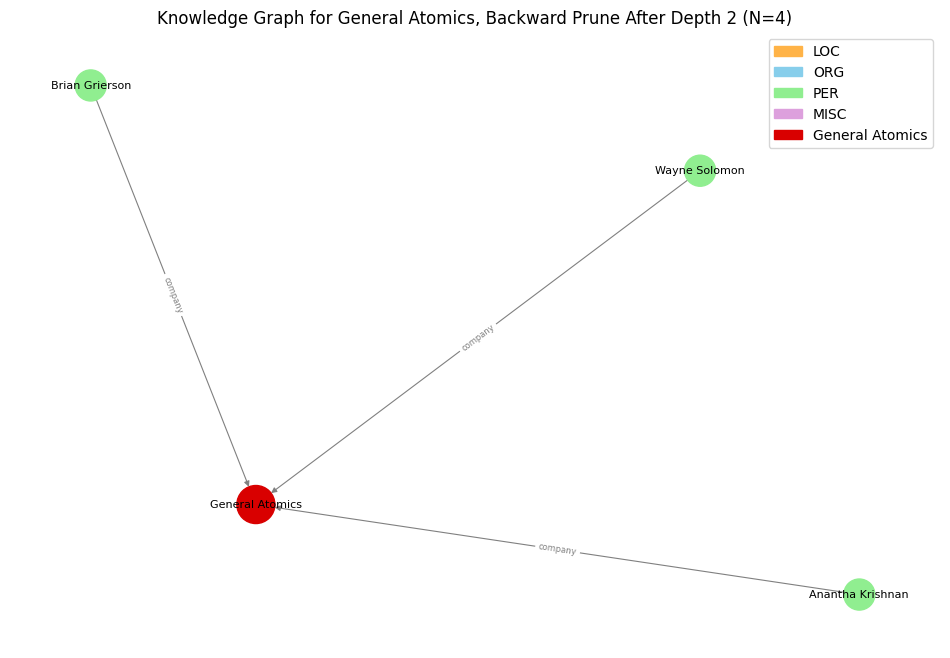 Knowledge Graph for General Atomics, Backward Prune After Depth 2 (N=4)
LOC
ORG
PER
MISC
General Atomics
Brian Grierson
Wayne Solomon
company
company
General Atomics
company
Anantha Krishnan